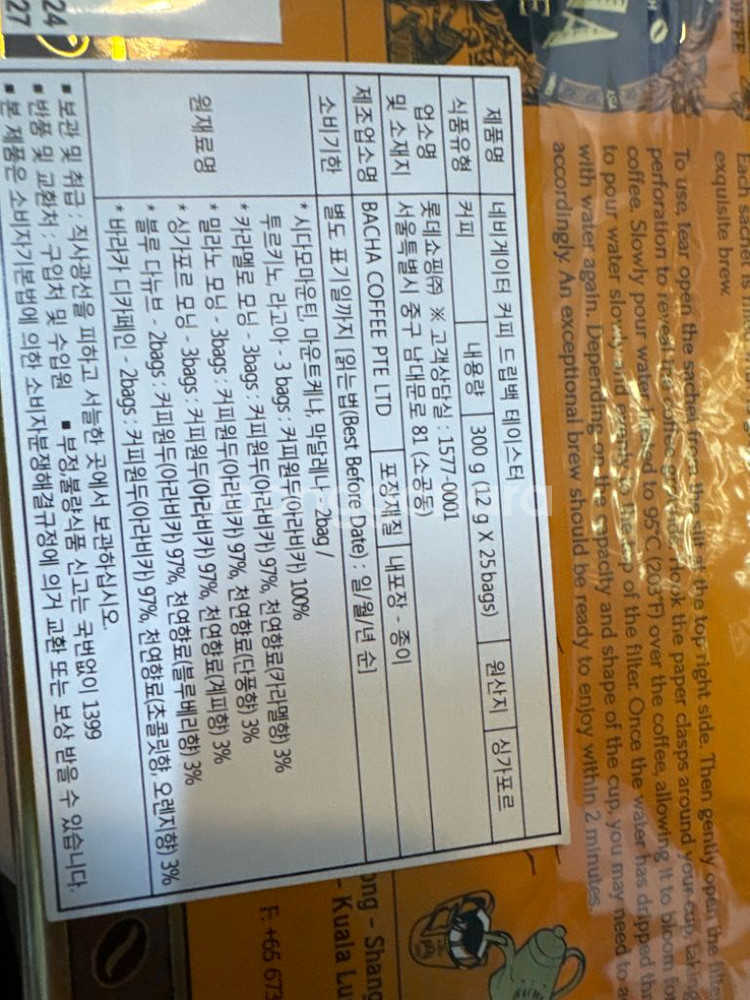 OFFEE
Each sachet is
exquisite brew.
To use, tear open the sachet from the slit at the top right side. Then gently open the filter
perforation to reveal the coffee Hook the paper clasps around your cup, taking
coffee. Slowly pour water heated to 95°C (203°F) over the coffee, allowing it to bloom for
to pour water slowly and evenly to the top of the filter. Once the water has dripped th
with water again. Depending on the capacity and shape of the cup, you may need to a
accordingly. An exceptional brew should be ready to enjoy within 2 minutes.
제품명 네비게이터 커피 드립백 테이스터
식품유형 커피 내용량 300 g (12 g X 25 bags) 원산지 싱가포르
업소명 및 소재지 롯데쇼핑㈜ ※ 고객상담실 : 1577-0001
서울특별시 중구 남대문로 81 (소공동)
제조업소명 BACHA COFFEE PTE LTD 포장재질 내포장 - 종이
소비기한 별도 표기일까지 [읽는법(Best Before Date) : 일/월/년 순]
원재료명 * 시다모마운틴, 마운트케냐, 막달레나 - 2bag /
투르키노, 라고아 - 3 bags : 커피원두(아라비카) 100%
* 카라멜로 모닝 - 3bags : 커피원두(아라비카) 97%, 천연향료(카라멜향) 3%
* 밀라노 모닝 - 3bags : 커피원두(아라비카) 97%, 천연향료(단풍향) 3%
* 싱가포르 모닝 - 3bags : 커피원두(아라비카) 97%, 천연향료(계피향) 3%
* 블루 다뉴브 - 2bags : 커피원두(아라비카) 97%, 천연향료(블루베리향) 3%
* 바리카 디카페인 - 2bags : 커피원두(아라비카) 97%, 천연향료(초콜릿향, 오렌지향) 3%
■ 보관 및 취급 : 직사광선을 피하고 서늘한 곳에서 보관하십시오.
■ 반품 및 교환처 : 구입처 및 수입원 ■ 부정,불량식품 신고는 국번없이 1399
■ 본 제품은 소비자기본법에 의한 소비자분쟁해결규정에 의거 교환 또는 보상 받을 수 있습니다.
24
27
ong - Shang
- Kuala Lu
F: +65 673